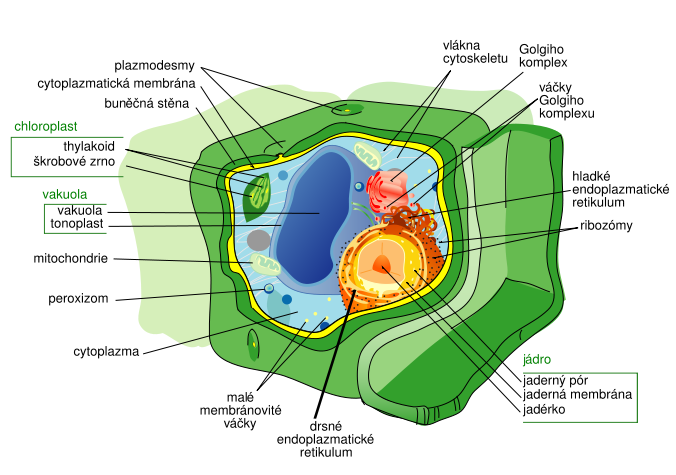 plazmodesmy
cytoplazmatická membrána
buněčná stěna
chloroplast
thylakoid
škrobové zrno
vakuola
vakuola
tonoplast
mitochondrie
peroxizom
cytoplazma
malé
membránovité
váčky
drsné
endoplazmatické
retikulum
vlákna
cytoskeletu
Golgiho
komplex
váčky
Golgiho
komplexu
hladké
endoplazmatické
retikulum
ribozómy
jádro
jaderný pór
jaderná membrána
jadérko